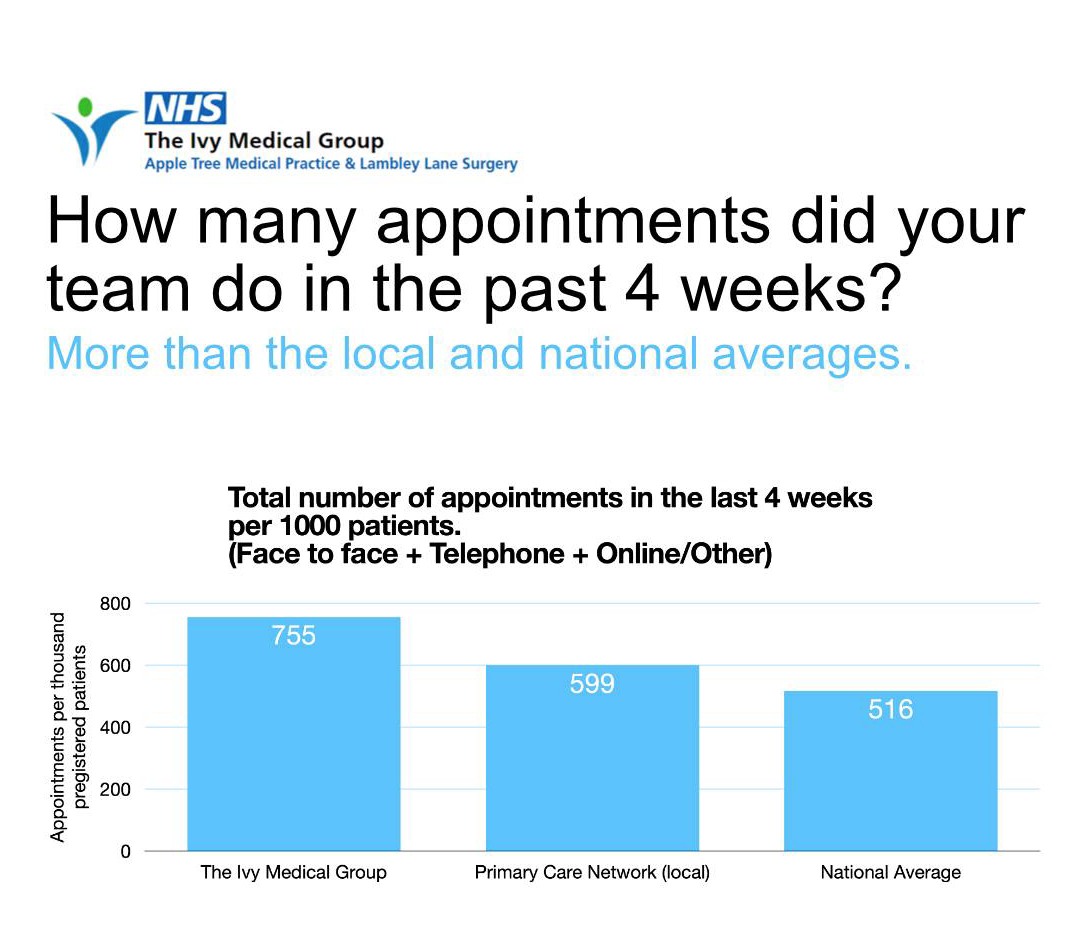 NHS
The Ivy Medical Group
Apple Tree Medical Practice & Lambley Lane Surgery
How many appointments did your
team do in the past 4 weeks?
More than the local and national averages.
Total number of appointments in the last 4 weeks
per 1000 patients.
(Face to face + Telephone + Online/Other)
Appointments per thousand
pregistered patients
800
600
400
200
0
755
599
516
The Ivy Medical Group
Primary Care Network (local)
National Average